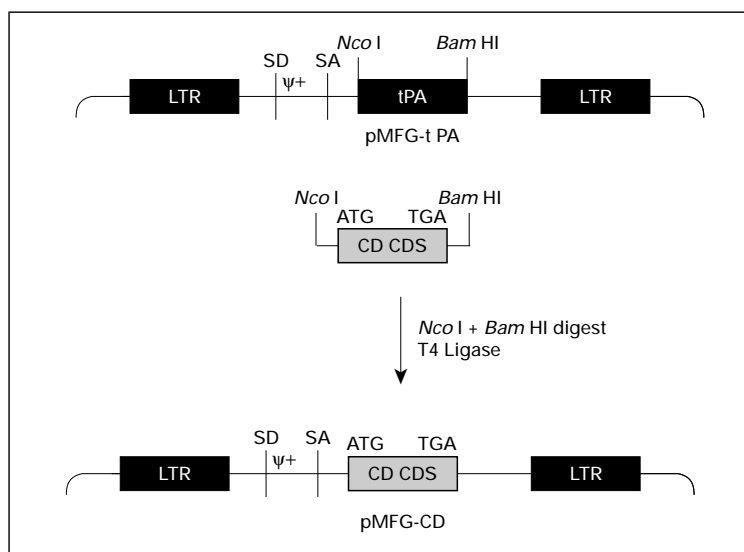 Nco I Bam HI
SD SA
ψ+
LTR tPA LTR
pMFG-t PA
Nco I Bam HI
ATG TGA
CD CDS
Nco I + Bam HI digest
T4 Ligase
SD SA ATG TGA
ψ+
LTR CD CDS LTR
pMFG-CD